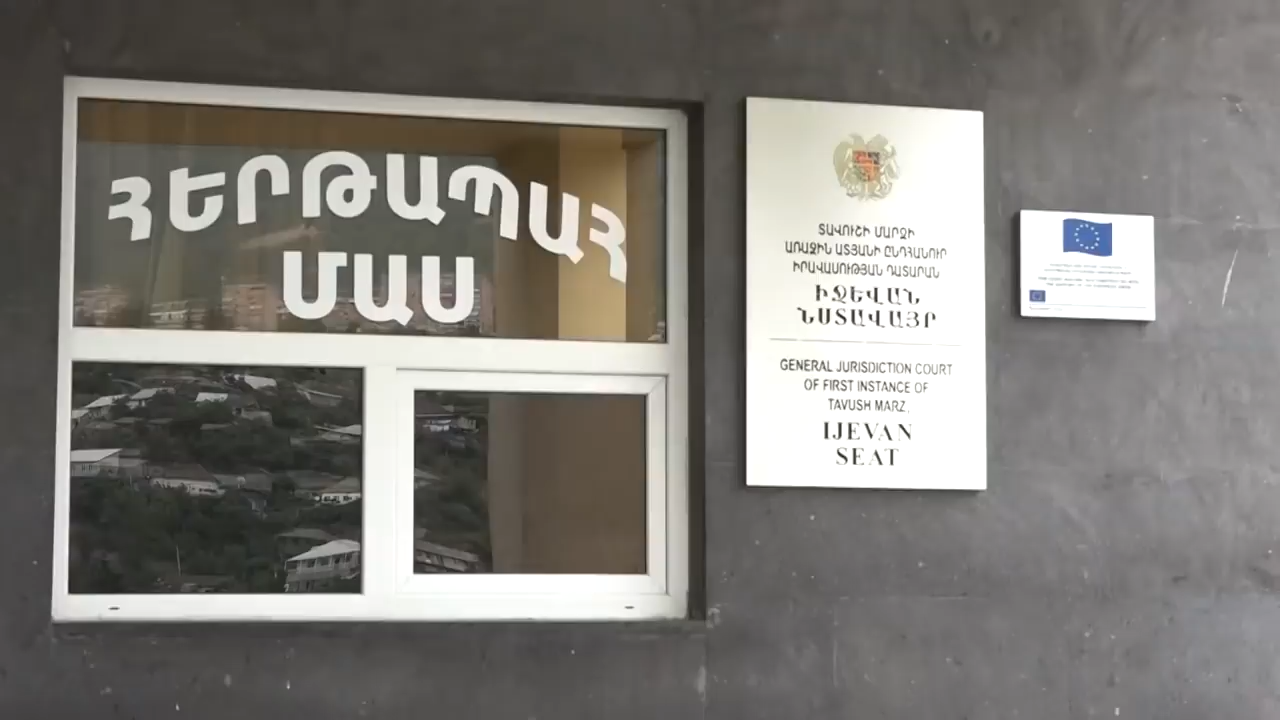 ՀԵՐԹԱՊԱՀ
ՄԱՍ
ՏԱՎՈՒՇԻ ՄԱՐԶԻ
ԱՌԱՋԻՆ ԱՏՅԱՆԻ ԸՆԴՀԱՆՈՒՐ
ԻՐԱՎԱՍՈՒԹՅԱՆ ԴԱՏԱՐԱՆ
ԻՋԵՎԱՆ
ՆՍՏԱՎԱՅՐ
GENERAL JURISDICTION COURT
OF FIRST INSTANCE OF
TAVUSH MARZ,
IJEVAN
SEAT